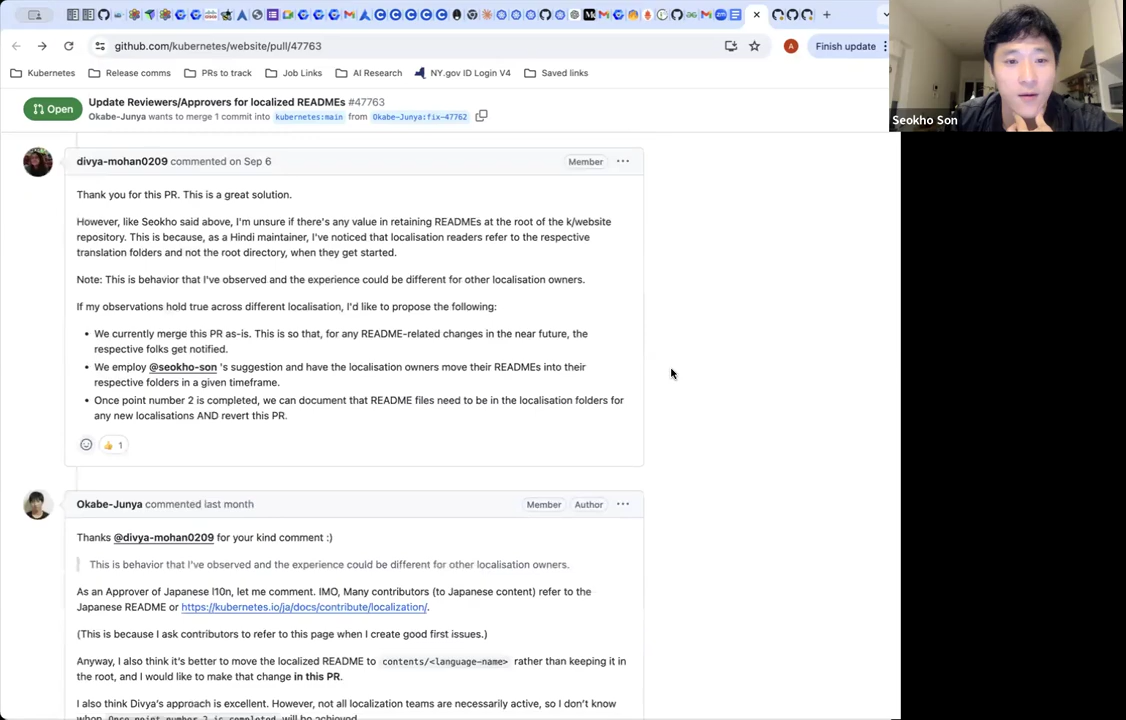 github.com/kubernetes/website/pull/47763
A
Finish update
Kubernetes
Release comms
PRs to track
Job Links
AI Research
NY.gov ID Login V4
Saved links
Open
Update Reviewers/Approvers for localized READMEs #47763
Okabe-Junya wants to merge 1 commit into kubernetes:main from Okabe-Junya:fix-47762
Seokho Son
divya-mohan0209 commented on Sep 6
Member
Thank you for this PR. This is a great solution.
However, like Seokho said above, I'm unsure if there's any value in retaining READMEs at the root of the k/website
repository. This is because, as a Hindi maintainer, I've noticed that localisation readers refer to the respective
translation folders and not the root directory, when they get started.
Note: This is behavior that I've observed and the experience could be different for other localisation owners.
If my observations hold true across different localisation, I'd like to propose the following:
• We currently merge this PR as-is. This is so that, for any README-related changes in the near future, the
respective folks get notified.
• We employ @seokho-son 's suggestion and have the localisation owners move their READMEs into their
respective folders in a given timeframe.
• Once point number 2 is completed, we can document that README files need to be in the localisation folders for
any new localisations AND revert this PR.
👍 1
Okabe-Junya commented last month
Member
Author
Thanks @divya-mohan0209 for your kind comment :)
This is behavior that I've observed and the experience could be different for other localisation owners.
As an Approver of Japanese l10n, let me comment. IMO, Many contributors (to Japanese content) refer to the
Japanese README or https://kubernetes.io/ja/docs/contribute/localization/.
(This is because I ask contributors to refer to this page when I create good first issues.)
Anyway, I also think it's better to move the localized README to contents/<language-name> rather than keeping it in
the root, and I would like to make that change in this PR.
I also think Divya's approach is excellent. However, not all localization teams are necessarily active, so I don't know
when Once point number 2 is completed will be achieved